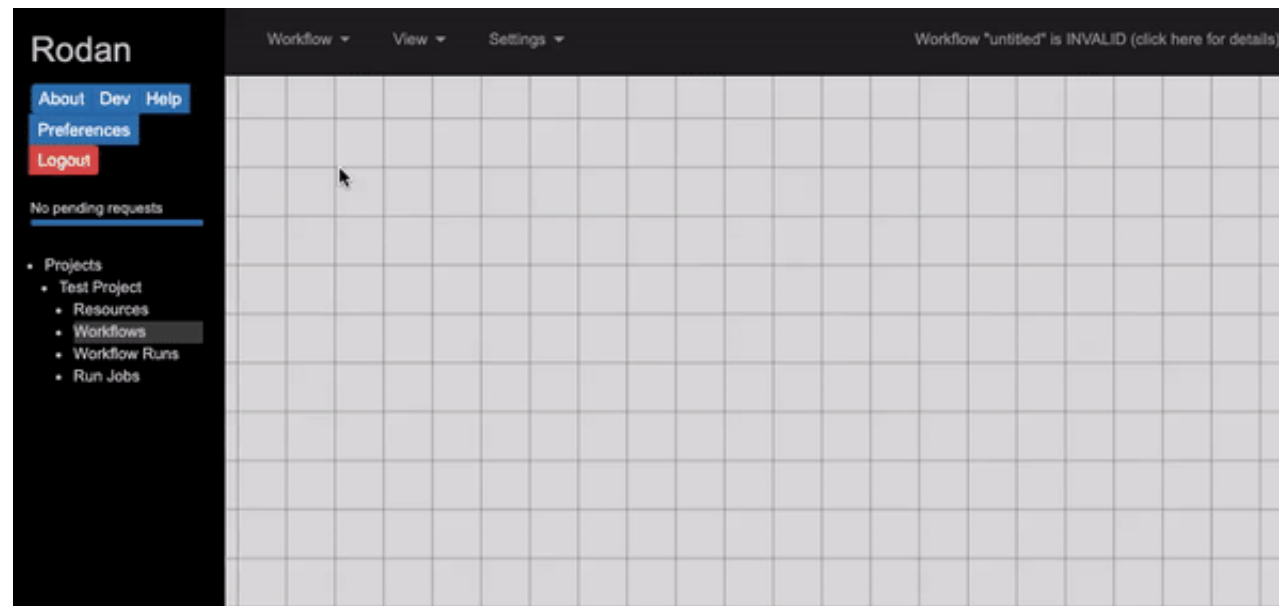 Rodan
About Dev Help
Preferences
Logout
No pending requests
Projects
Test Project
Resources
Workflows
Workflow Runs
Run Jobs
Workflow View Settings Workflow "untitled" is INVALID (click here for details)